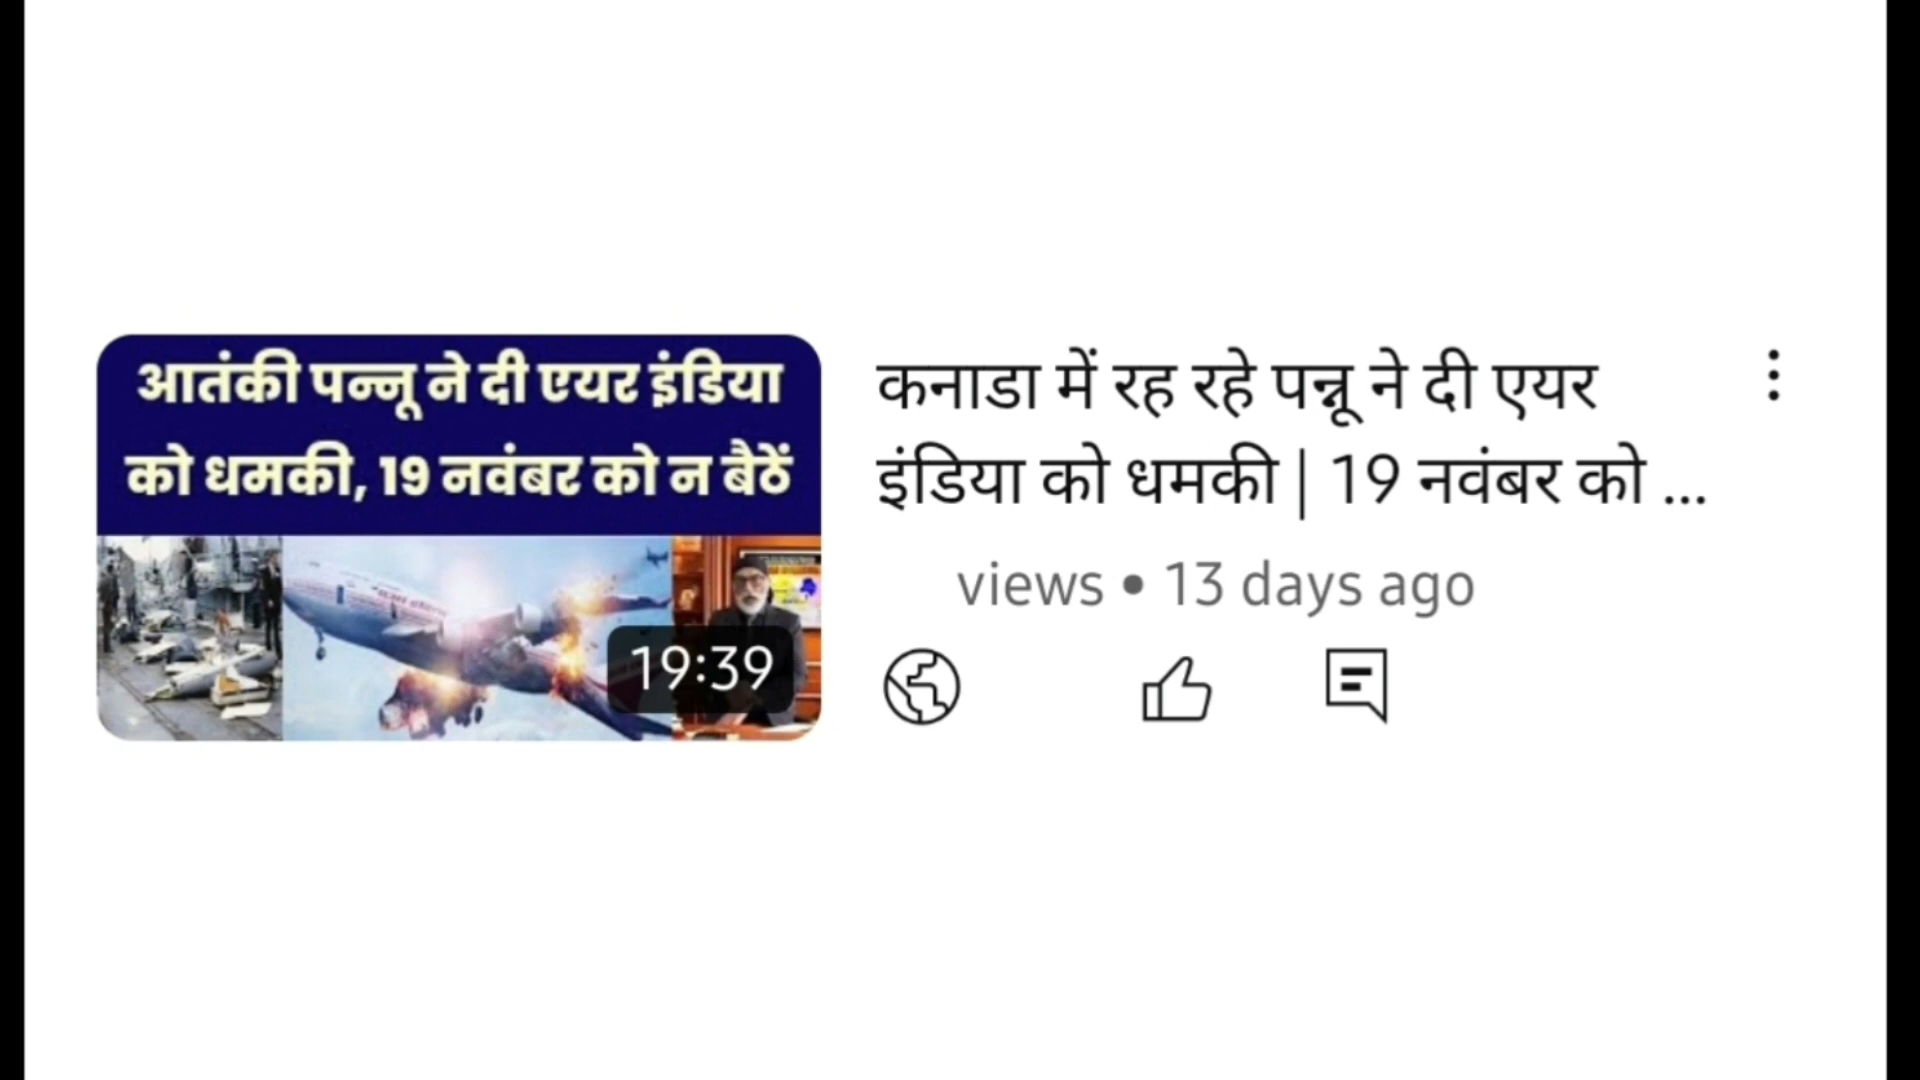 आतंकी पन्नू ने दी एयर इंडिया
को धमकी, 19 नवंबर को न बैठें
19:39
कनाडा में रह रहे पन्नू ने दी एयर
इंडिया को धमकी | 19 नवंबर को ...
views • 13 days ago